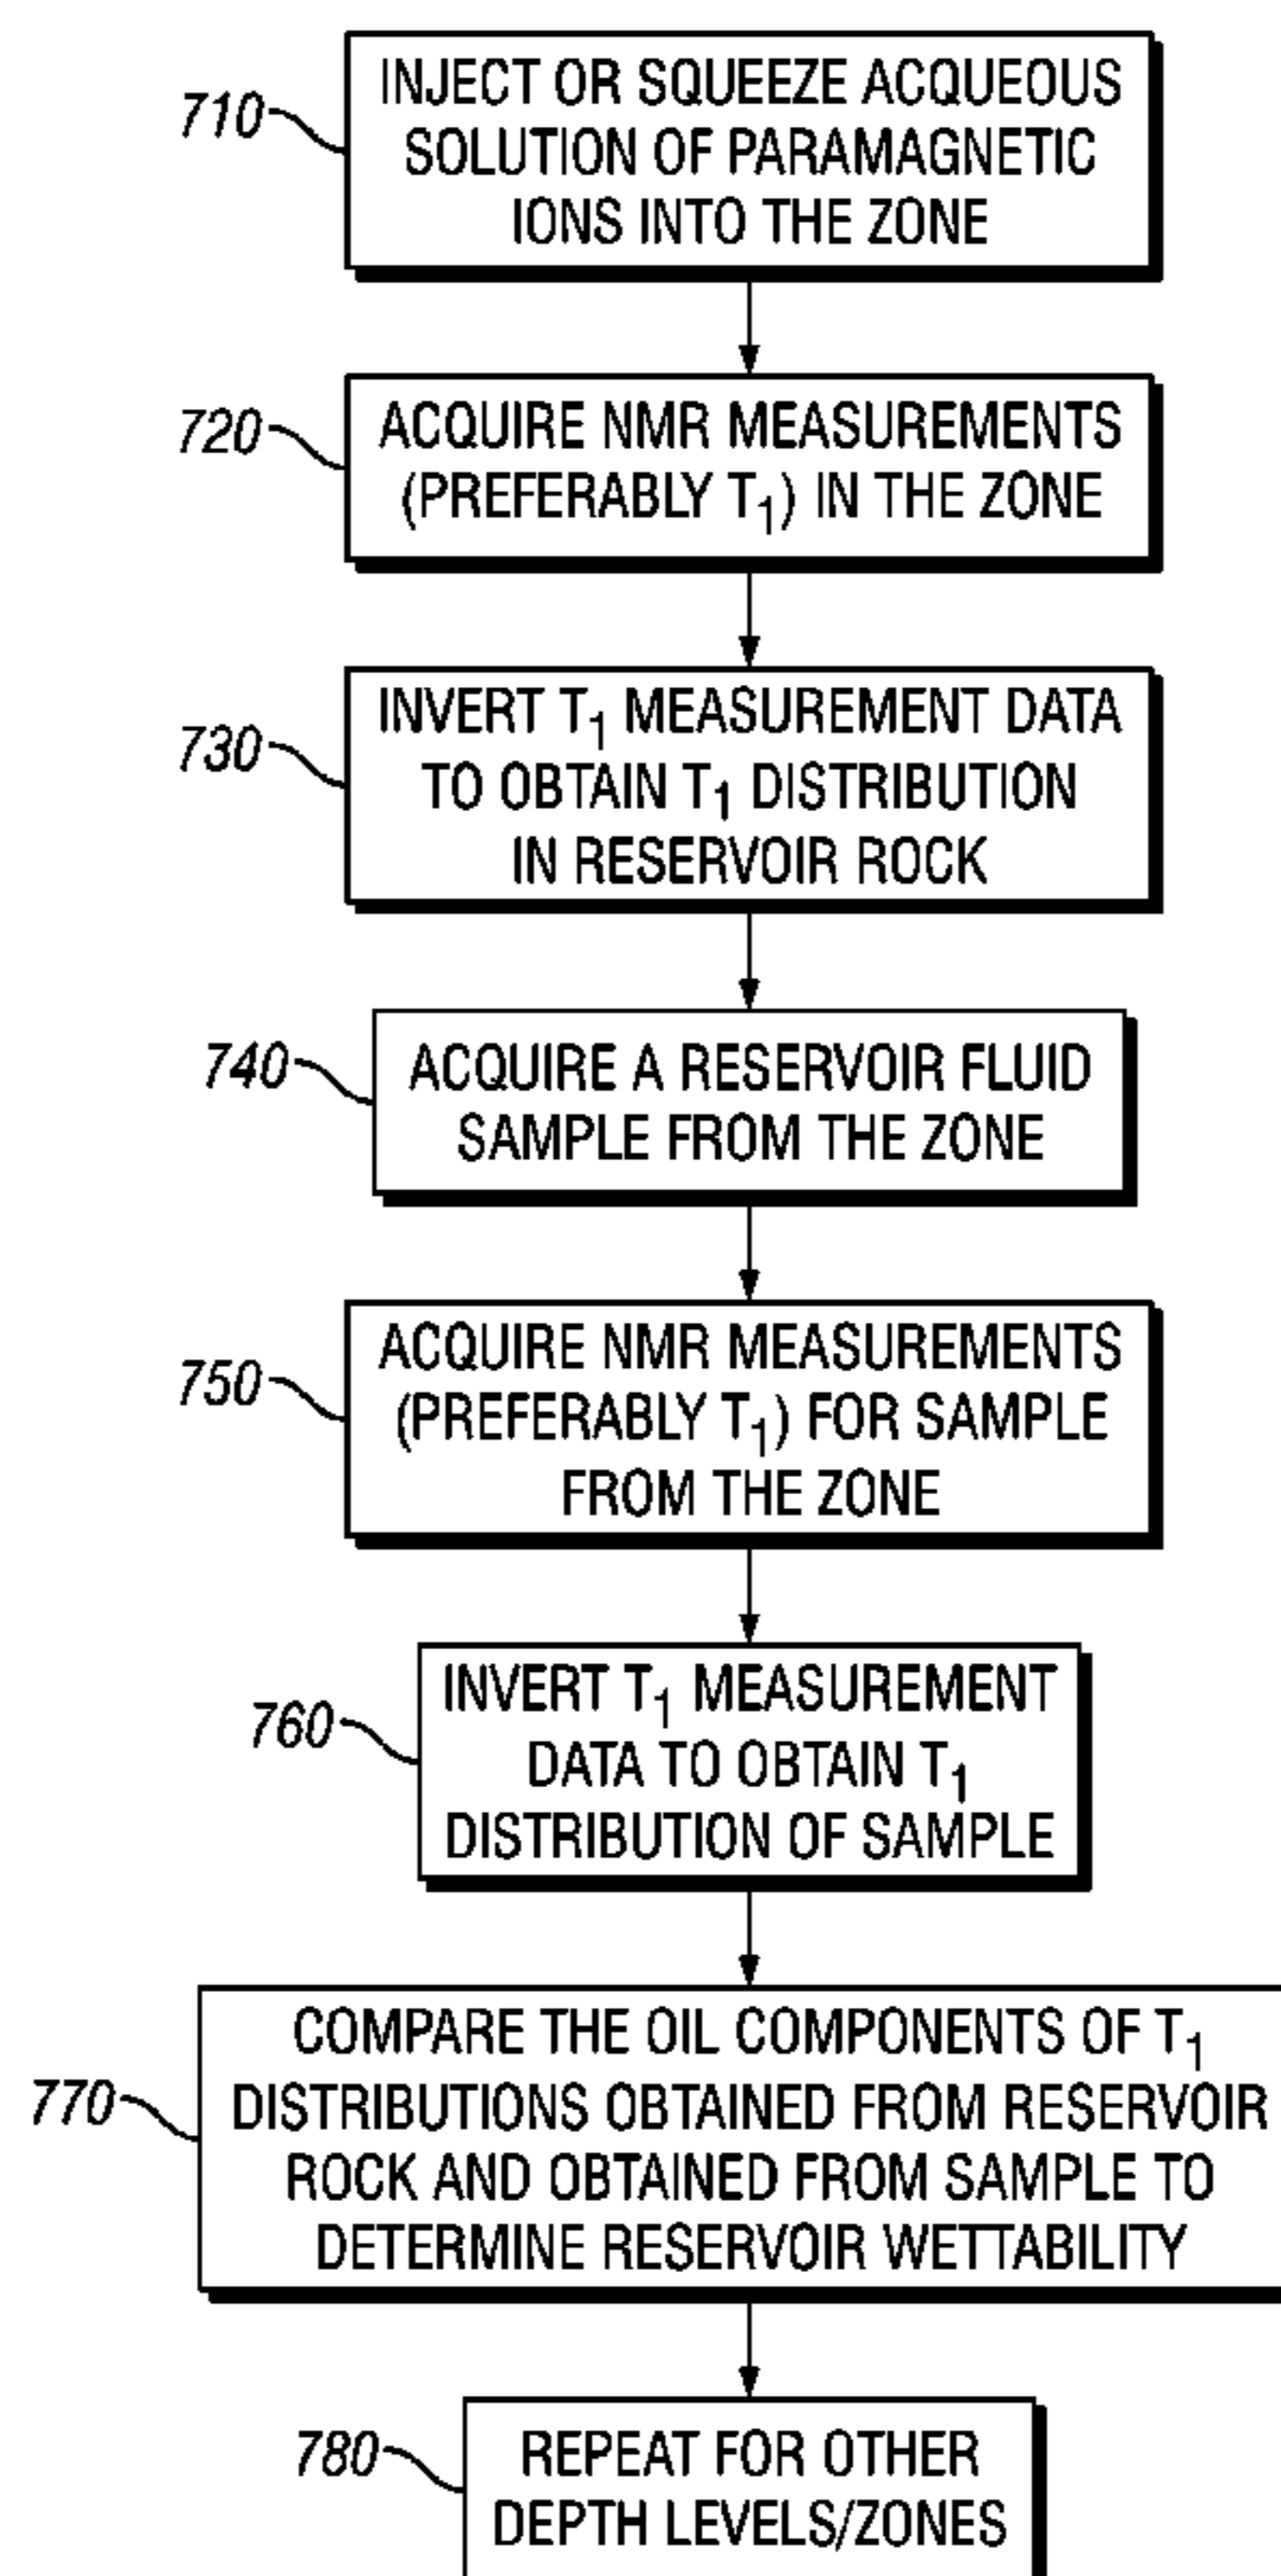 710
INJECT OR SQUEEZE ACQUEOUS
SOLUTION OF PARAMAGNETIC
IONS INTO THE ZONE
720
ACQUIRE NMR MEASUREMENTS
(PREFERABLY T1) IN THE ZONE
730
INVERT T1 MEASUREMENT DATA
TO OBTAIN T1 DISTRIBUTION
IN RESERVOIR ROCK
740
ACQUIRE A RESERVOIR FLUID
SAMPLE FROM THE ZONE
750
ACQUIRE NMR MEASUREMENTS
(PREFERABLY T1) FOR SAMPLE
FROM THE ZONE
760
INVERT T1 MEASUREMENT
DATA TO OBTAIN T1
DISTRIBUTION OF SAMPLE
770
COMPARE THE OIL COMPONENTS OF T1
DISTRIBUTIONS OBTAINED FROM RESERVOIR
ROCK AND OBTAINED FROM SAMPLE TO
DETERMINE RESERVOIR WETTABILITY
780
REPEAT FOR OTHER
DEPTH LEVELS/ZONES